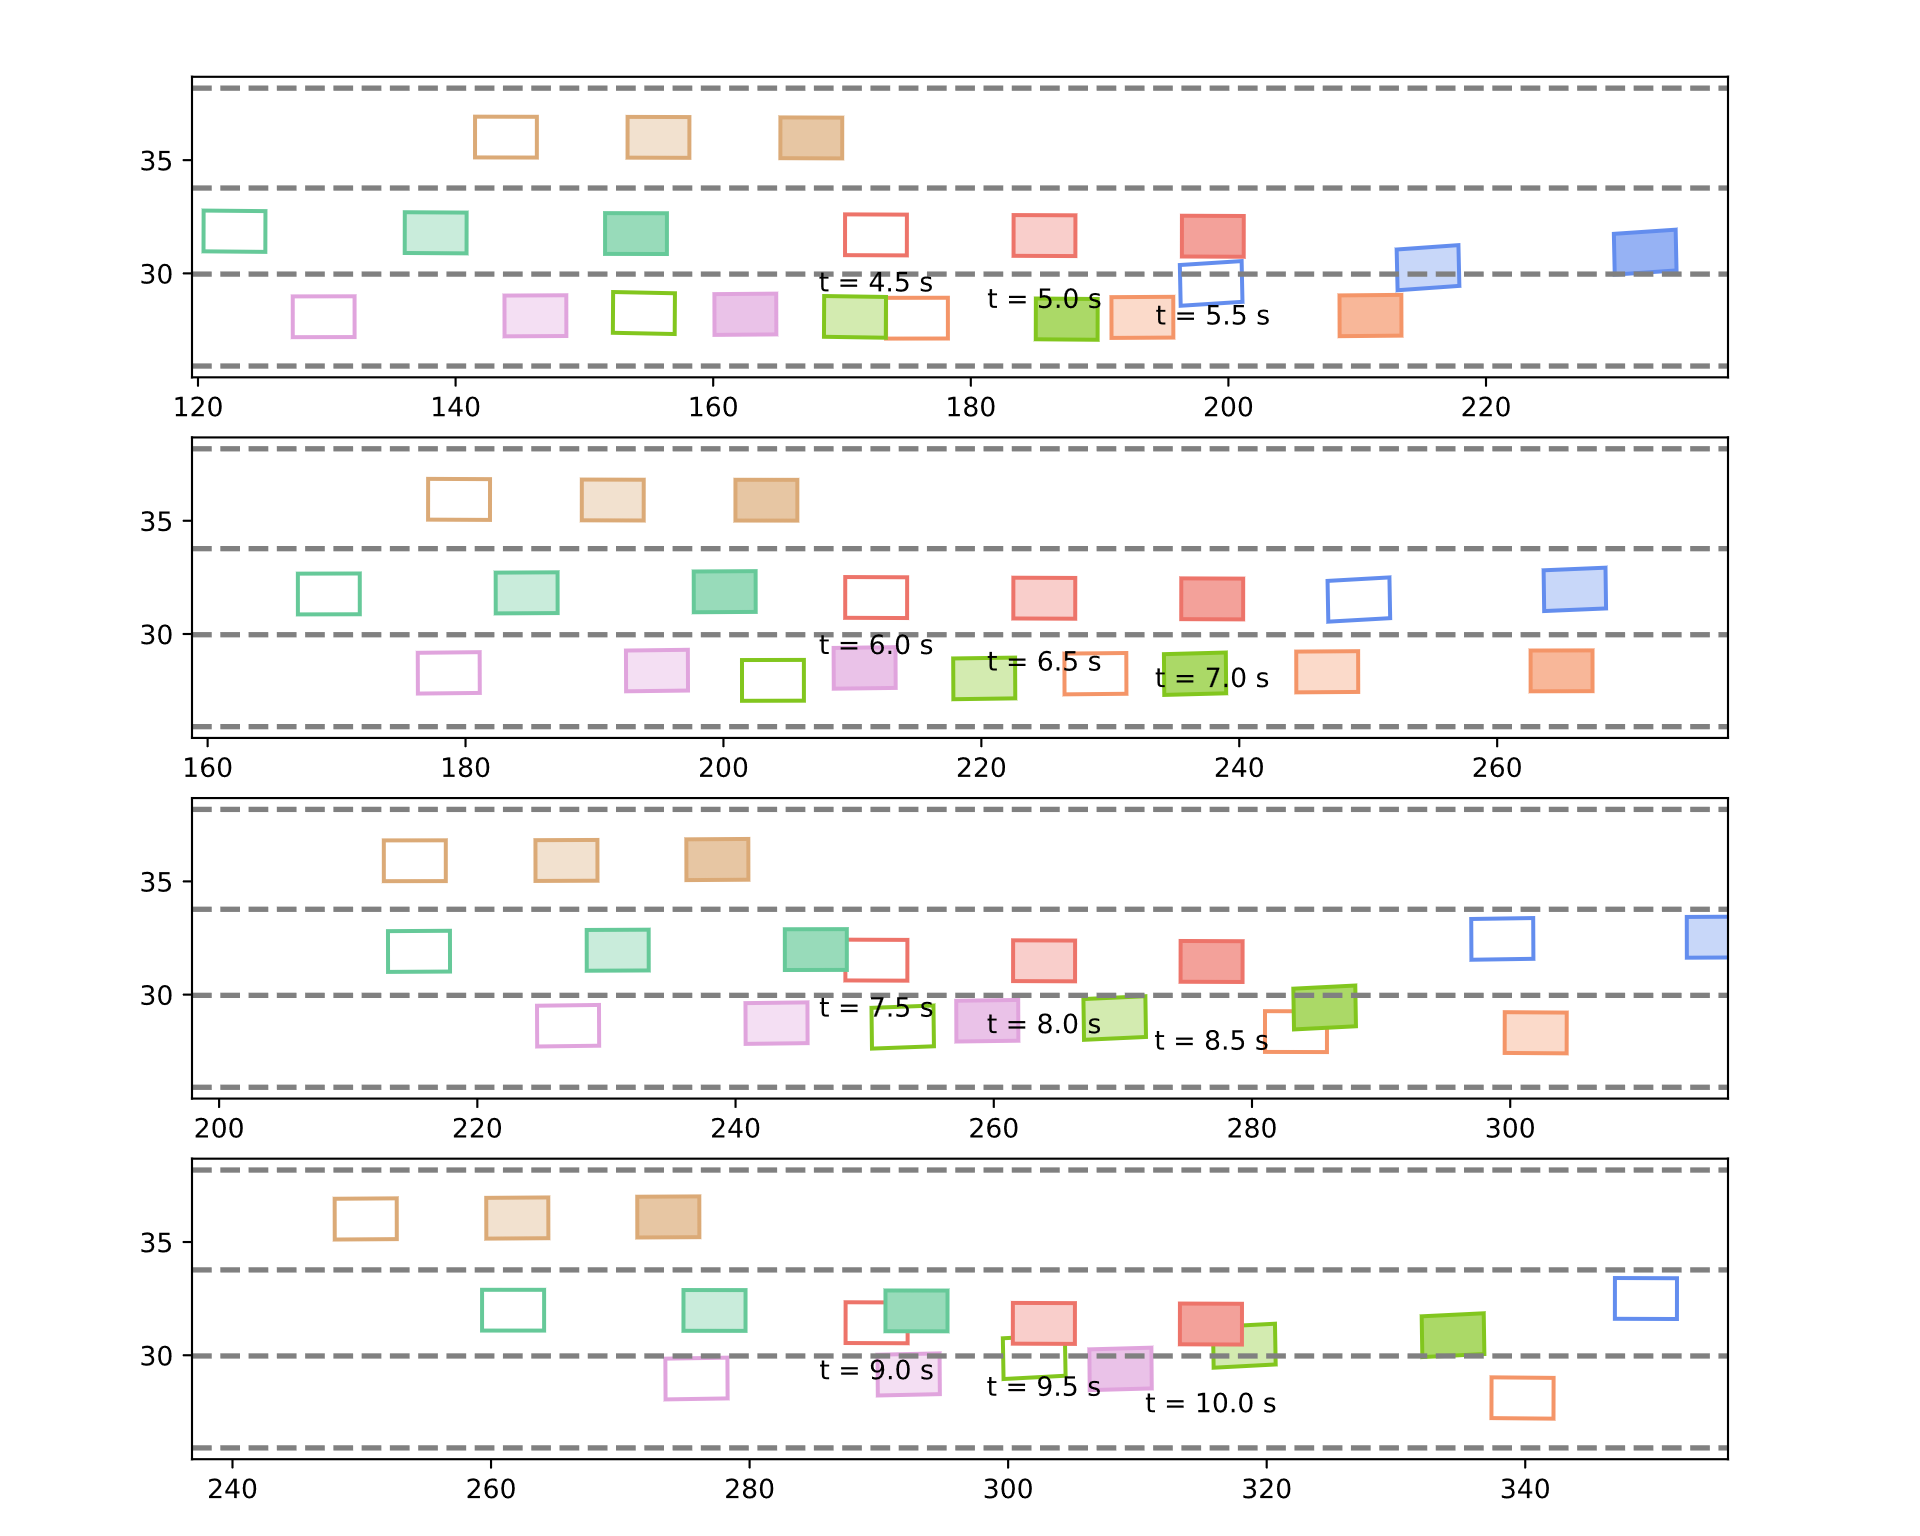 35
30
t = 4.5 s
t = 5.0 s
t = 5.5 s
120 140 160 180 200 220
35
30
t = 6.0 s
t = 6.5 s
t = 7.0 s
160 180 200 220 240 260
35
30
t = 7.5 s
t = 8.0 s
t = 8.5 s
200 220 240 260 280 300
35
30
t = 9.0 s
t = 9.5 s
t = 10.0 s
240 260 280 300 320 340